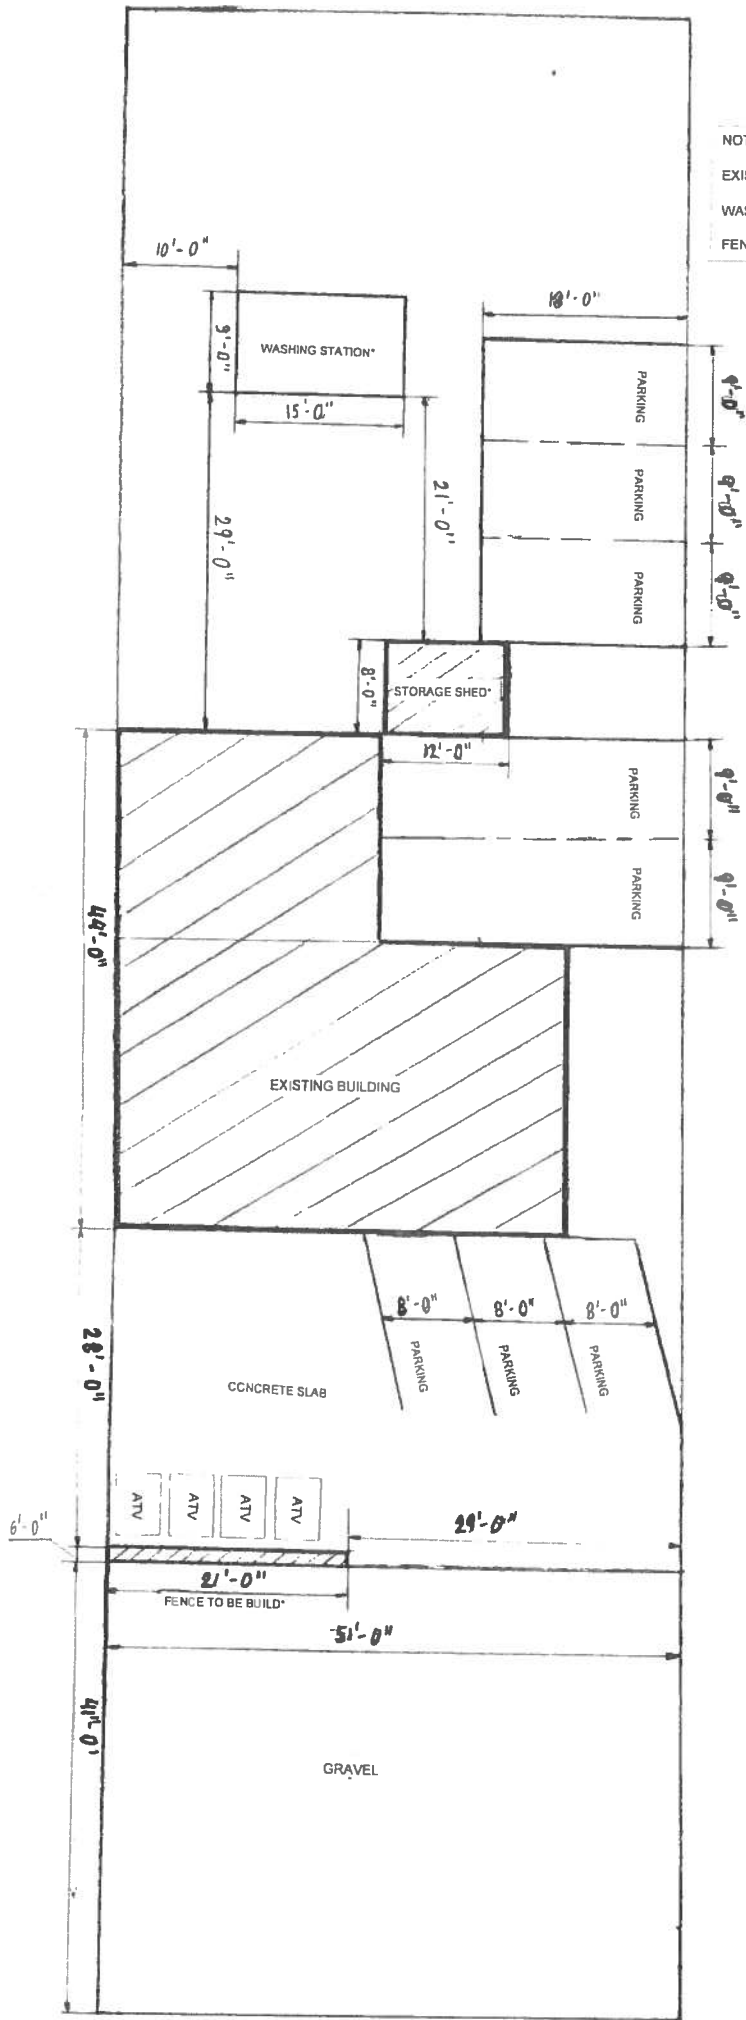 NOT
EXIS
WAS
FEN
10'-0"
18'-0"
9'-0"
WASHING STATION*
15'-0"
PARKING
9'-0"
PARKING
9'-0"
PARKING
9'-0"
21'-0"
29'-0"
8'-0"
STORAGE SHED*
12'-0"
PARKING
9'-0"
PARKING
9'-0"
44'-0"
EXISTING BUILDING
8'-0"
8'-0"
8'-0"
PARKING
PARKING
PARKING
28'-0"
CONCRETE SLAB
ATV
ATV
ATV
ATV
6'-0"
29'-0"
21'-0"
FENCE TO BE BUILD*
51'-0"
41"-0'
GRAVEL